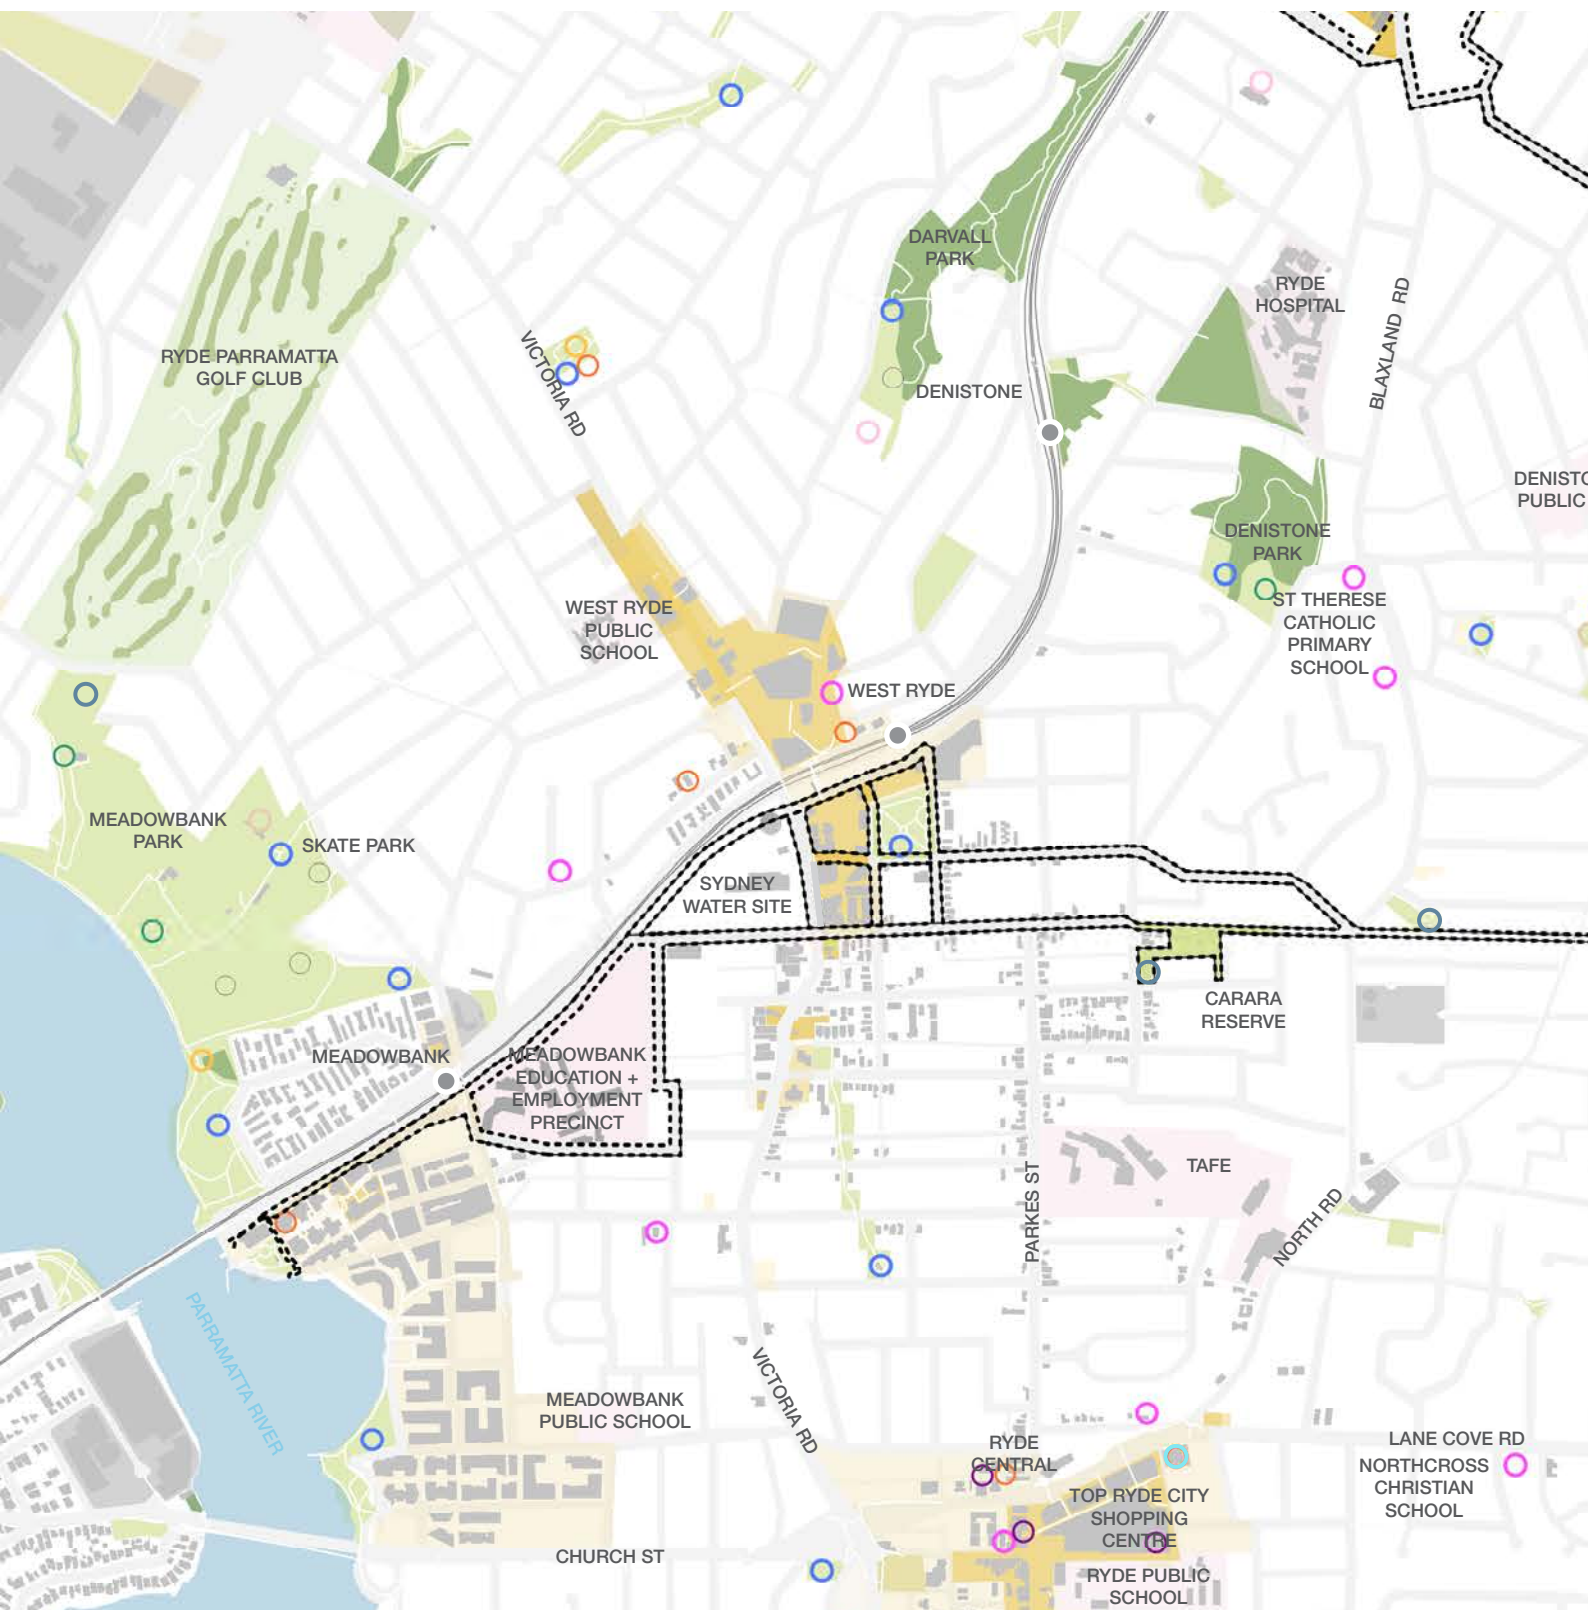 DARVALL
PARK
RYDE
HOSPITAL
BLAXLAND RD
RYDE PARRAMATTA
GOLF CLUB
VICTORIA RD
DENISTONE
DENISTO
PUBLIC
DENISTONE
PARK
WEST RYDE
PUBLIC
SCHOOL
ST THERESE
CATHOLIC
PRIMARY
SCHOOL
WEST RYDE
MEADOWBANK
PARK
SKATE PARK
SYDNEY
WATER SITE
CARARA
RESERVE
MEADOWBANK
MEADOWBANK
EDUCATION +
EMPLOYMENT
PRECINCT
TAFE
PARKES ST
NORTH RD
PARRAMATTA RIVER
VICTORIA RD
MEADOWBANK
PUBLIC SCHOOL
RYDE
CENTRAL
LANE COVE RD
NORTHCROSS
CHRISTIAN
SCHOOL
TOP RYDE CITY
SHOPPING
CENTRE
CHURCH ST
RYDE PUBLIC
SCHOOL